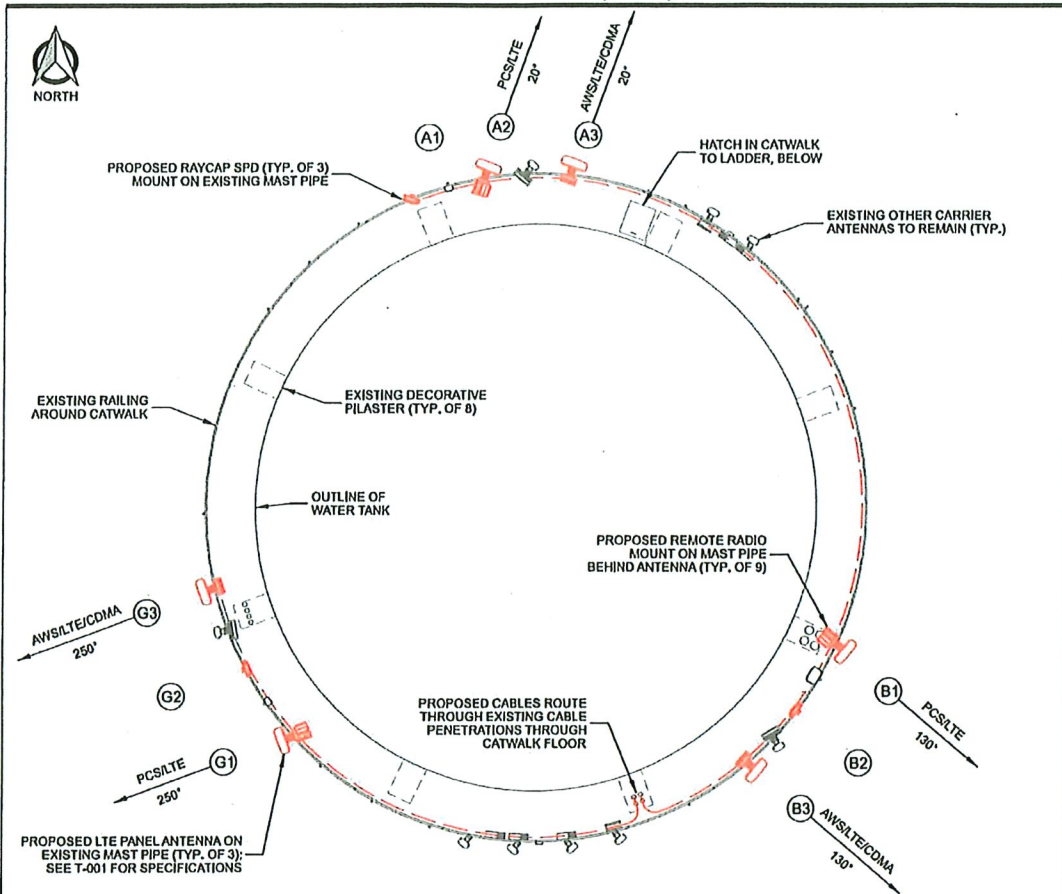 NORTH
PCS/LTE
20°
AWS/LTE/CDMA
20°
A1
A2
A3
PROPOSED RAYCAP SPD (TYP. OF 3)
MOUNT ON EXISTING MAST PIPE
HATCH IN CATWALK
TO LADDER, BELOW
EXISTING OTHER CARRIER
ANTENNAS TO REMAIN (TYP.)
EXISTING RAILING
AROUND CATWALK
EXISTING DECORATIVE
PILASTER (TYP. OF 8)
OUTLINE OF
WATER TANK
PROPOSED REMOTE RADIO
MOUNT ON MAST PIPE
BEHIND ANTENNA (TYP. OF 9)
AWS/LTE/CDMA
250°
G3
G2
PCS/LTE
250°
G1
PROPOSED CABLES ROUTE
THROUGH EXISTING CABLE
PENETRATIONS THROUGH
CATWALK FLOOR
B1
PCS/LTE
130°
B2
B3
AWS/LTE/CDMA
130°
PROPOSED LTE PANEL ANTENNA ON
EXISTING MAST PIPE (TYP. OF 3);
SEE T-001 FOR SPECIFICATIONS